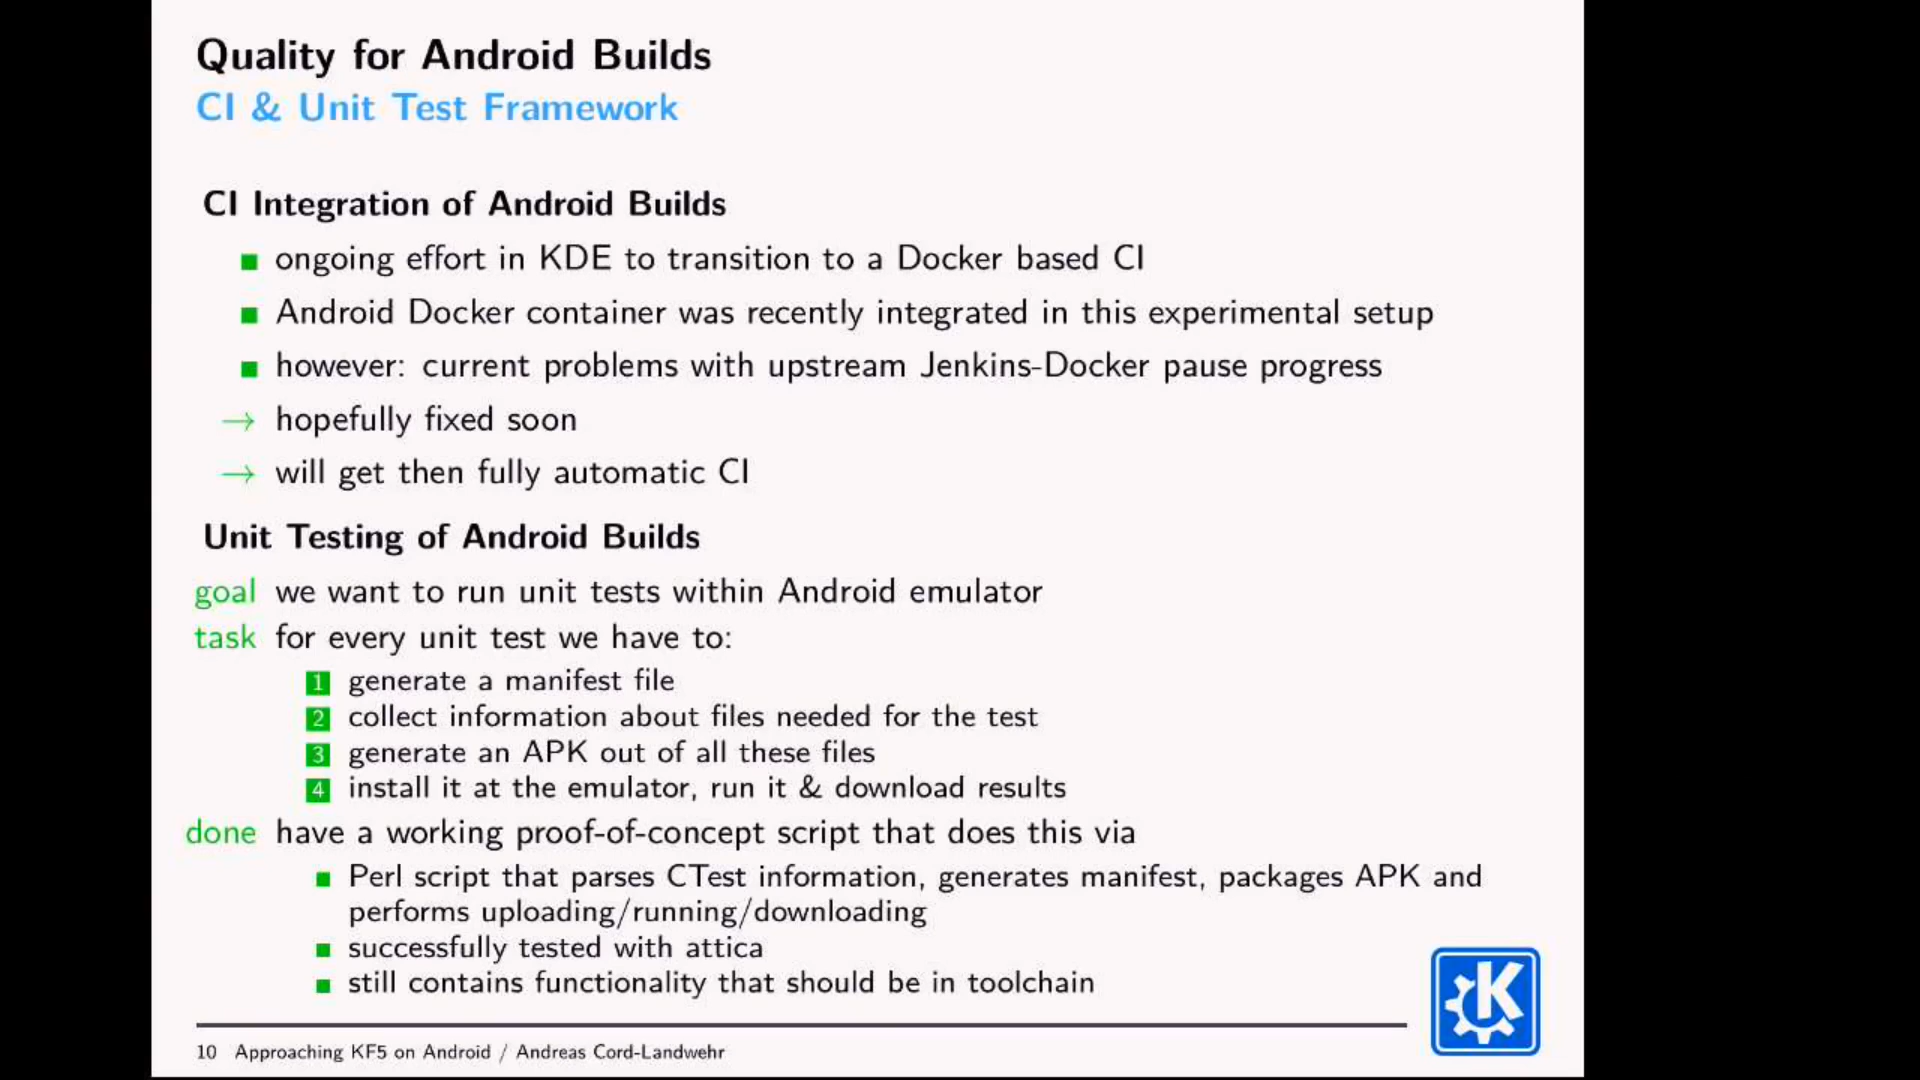 Quality for Android Builds
CI & Unit Test Framework
CI Integration of Android Builds
ongoing effort in KDE to transition to a Docker based CI
Android Docker container was recently integrated in this experimental setup
however: current problems with upstream Jenkins-Docker pause progress
→ hopefully fixed soon
→ will get then fully automatic CI
Unit Testing of Android Builds
goal we want to run unit tests within Android emulator
task for every unit test we have to:
1 generate a manifest file
2 collect information about files needed for the test
3 generate an APK out of all these files
4 install it at the emulator, run it & download results
done have a working proof-of-concept script that does this via
Perl script that parses CTest information, generates manifest, packages APK and
performs uploading/running/downloading
successfully tested with attica
still contains functionality that should be in toolchain
K
10 Approaching KF5 on Android / Andreas Cord-Landwehr